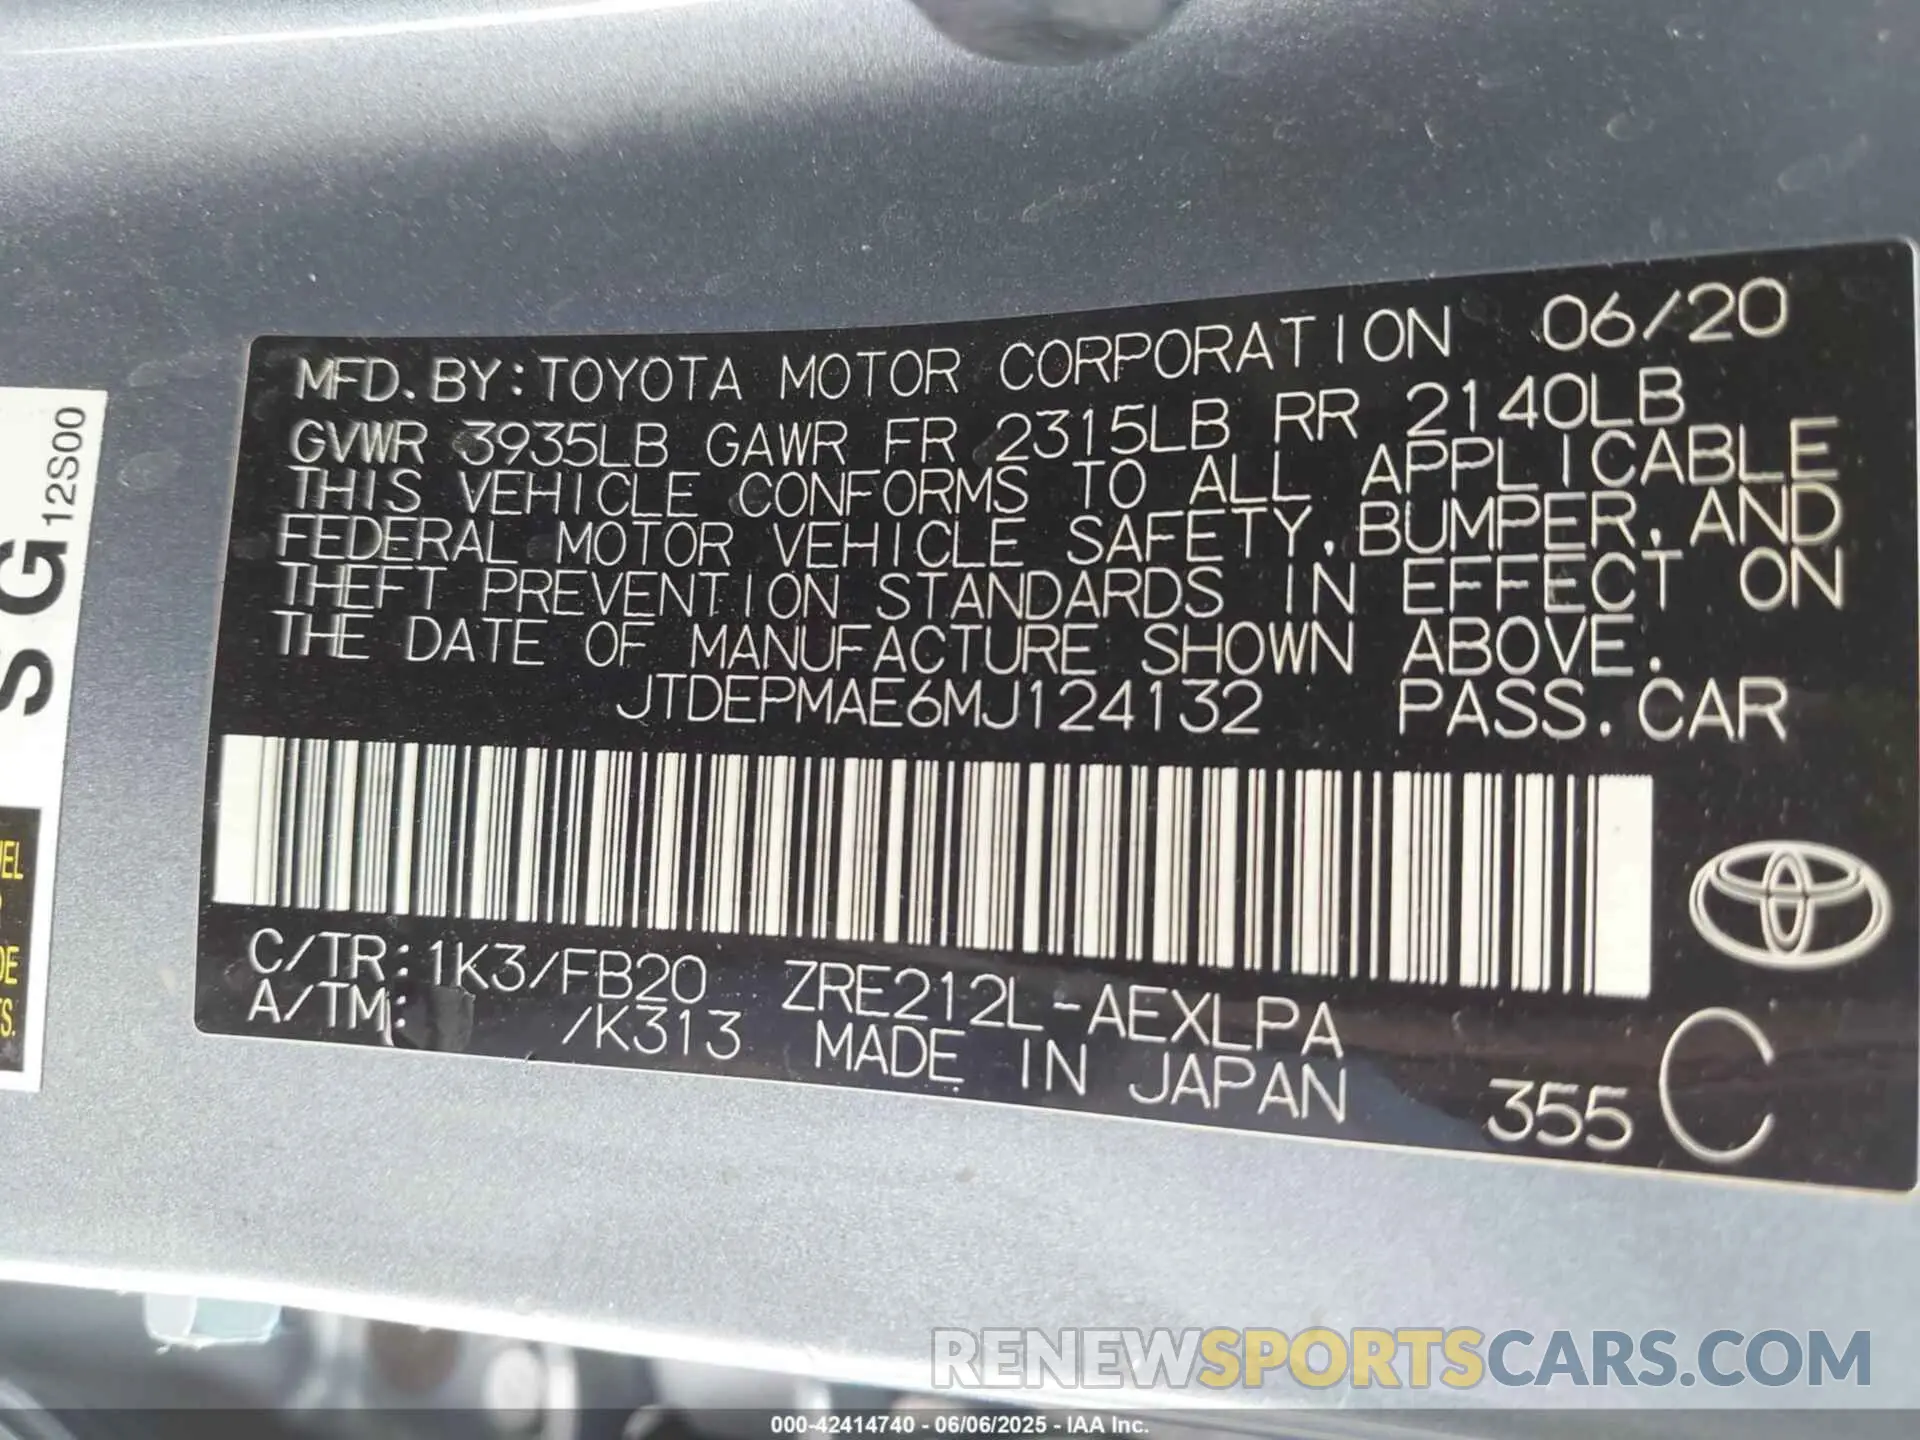 MFD. BY: TOYOTA MOTOR CORPORATION 06/20
GVWR 3935LB GAWR FR 2315LB RR 2140LB
THIS VEHICLE CONFORMS TO ALL APPLICABLE
FEDERAL MOTOR VEHICLE SAFETY, BUMPER, AND
THEFT PREVENTION STANDARDS IN EFFECT ON
THE DATE OF MANUFACTURE SHOWN ABOVE.
JTDEPMAE6MJ124132 PASS. CAR
C/TR: 1K3/FB20 ZRE212L-AEXLPA
A/TM: /K313 MADE IN JAPAN 355 C
S G 12S00
RENEWSPORTSCARS.COM
000-42414740 - 06/06/2025 - IAA Inc.